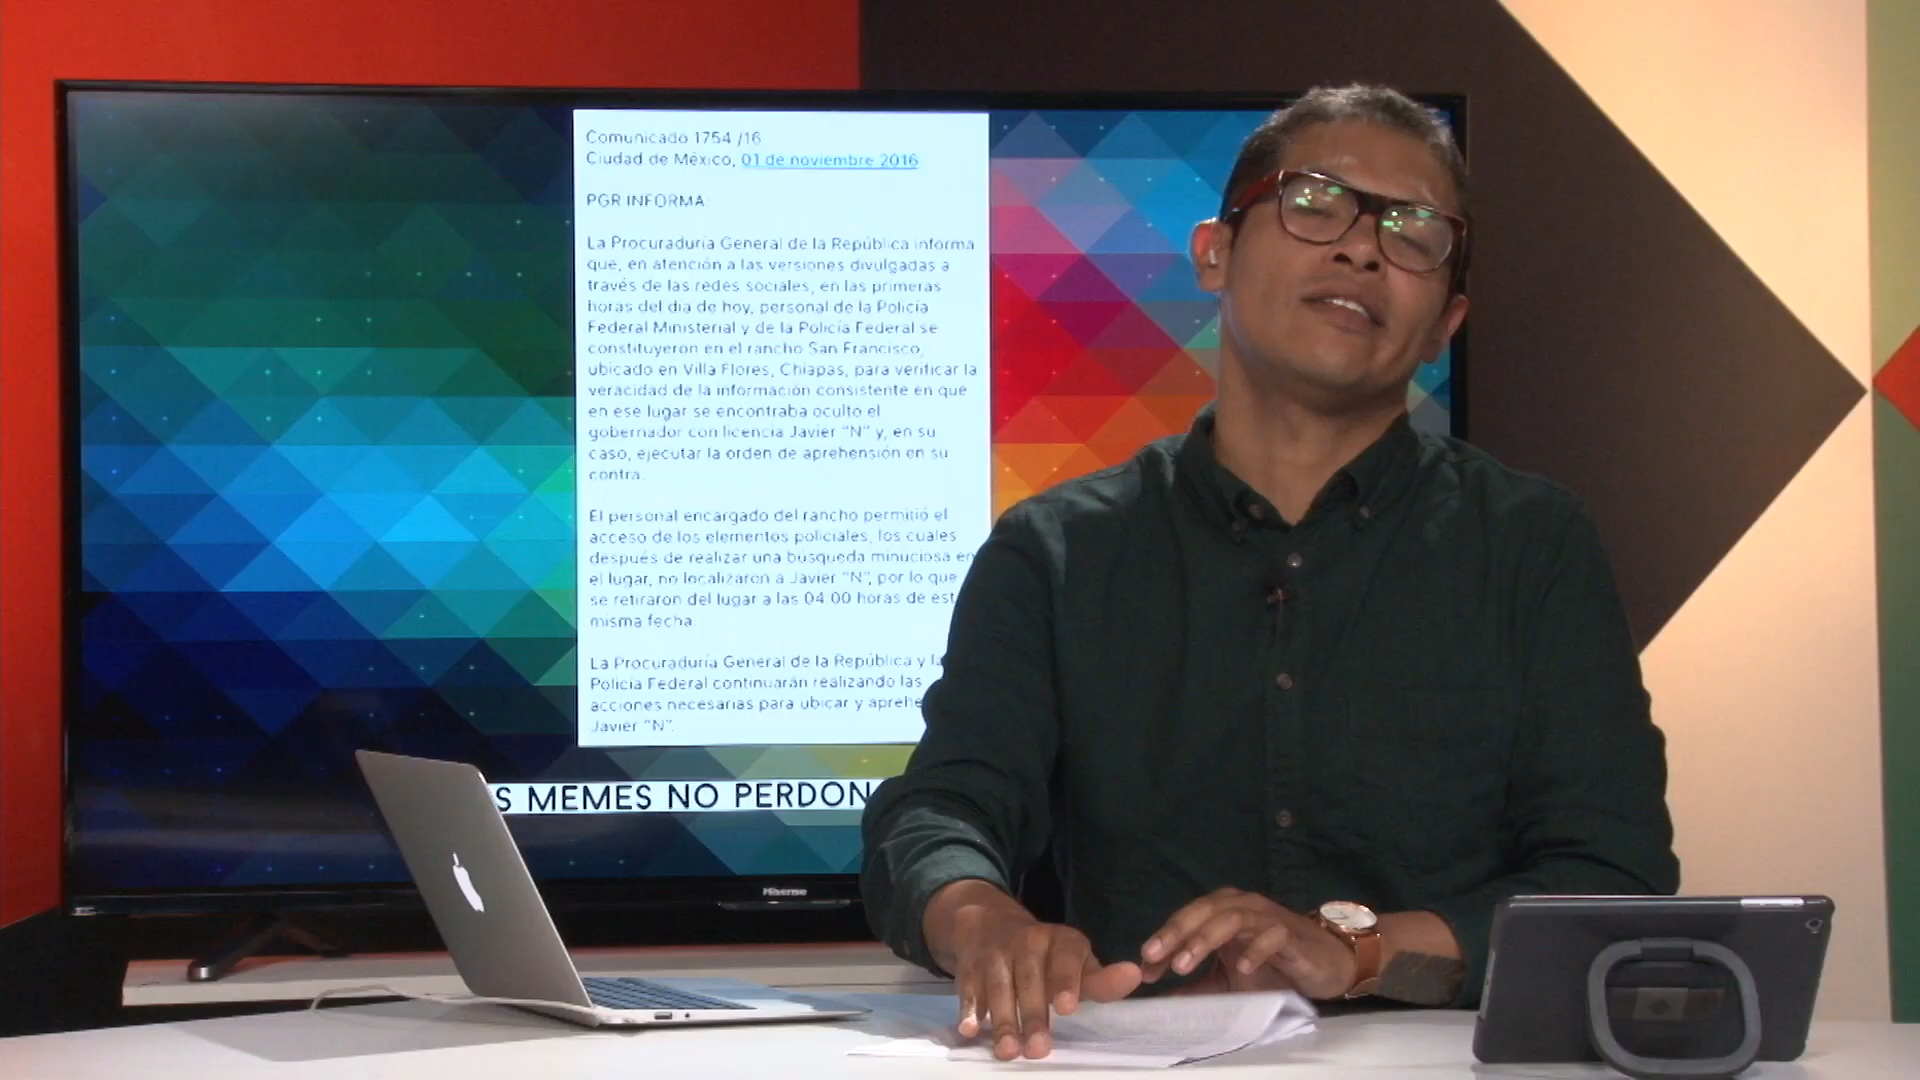 Comunicado 1754 /16
Ciudad de México, 01 de noviembre 2016
PGR INFORMA
La Procuraduría General de la República informa
que, en atención a las versiones divulgadas a
través de las redes sociales, en las primeras
horas del día de hoy, personal de la Policía
Federal Ministerial y de la Policía Federal se
constituyeron en el rancho San Francisco,
ubicado en Villa Flores, Chiapas, para verificar la
veracidad de la información consistente en que
en ese lugar se encontraba oculto el
gobernador con licencia Javier "N" y, en su
caso, ejecutar la orden de aprehensión en su
contra.
El personal encargado del rancho permitió el
acceso de los elementos policiales, los cuales
después de realizar una búsqueda minuciosa en
el lugar, no localizaron a Javier "N", por lo que
se retiraron del lugar a las 04:00 horas de est
misma fecha.
La Procuraduría General de la República y la
Policía Federal continuarán realizando las
acciones necesarias para ubicar y aprehe
Javier "N".
S MEMES NO PERDON
Hisense